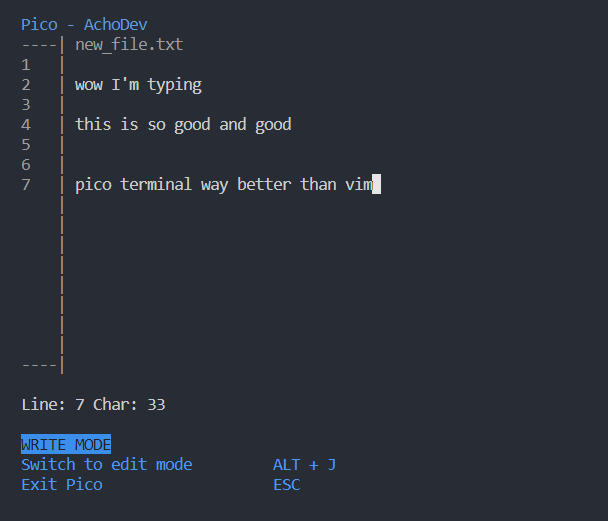 Pico - AchoDev
----| new_file.txt
1 |
2 | wow I'm typing
3 |
4 | this is so good and good
5 |
6 |
7 | pico terminal way better than vim
|
|
|
|
|
|
|
|
----|
Line: 7 Char: 33
WRITE MODE
Switch to edit mode ALT + J
Exit Pico ESC